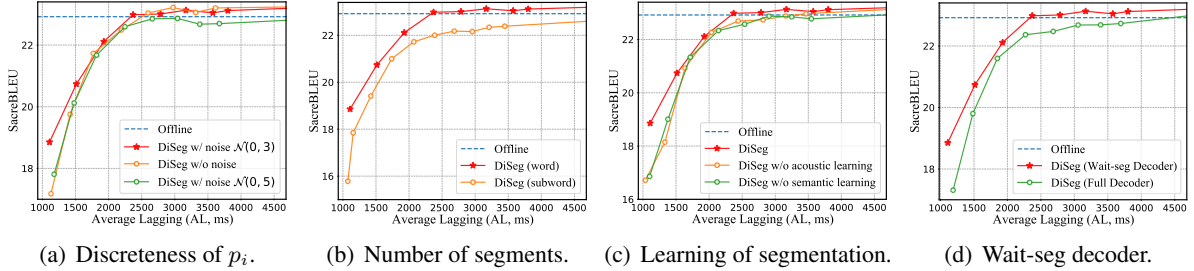 SacreBLEU
22
20
18
Offline
DiSeg w/ noise 𝒩(0, 3)
DiSeg w/o noise
DiSeg w/ noise 𝒩(0, 5)
1000 1500 2000 2500 3000 3500 4000 4500
Average Lagging (AL, ms)
(a) Discreteness of p_i.
SacreBLEU
22
20
18
16
Offline
DiSeg (word)
DiSeg (subword)
1000 1500 2000 2500 3000 3500 4000 4500
Average Lagging (AL, ms)
(b) Number of segments.
SacreBLEU
22
20
18
16
Offline
DiSeg
DiSeg w/o acoustic learning
DiSeg w/o semantic learning
1000 1500 2000 2500 3000 3500 4000 4500
Average Lagging (AL, ms)
(c) Learning of segmentation.
SacreBLEU
22
20
18
Offline
DiSeg (Wait-seg Decoder)
DiSeg (Full Decoder)
1000 1500 2000 2500 3000 3500 4000 4500
Average Lagging (AL, ms)
(d) Wait-seg decoder.